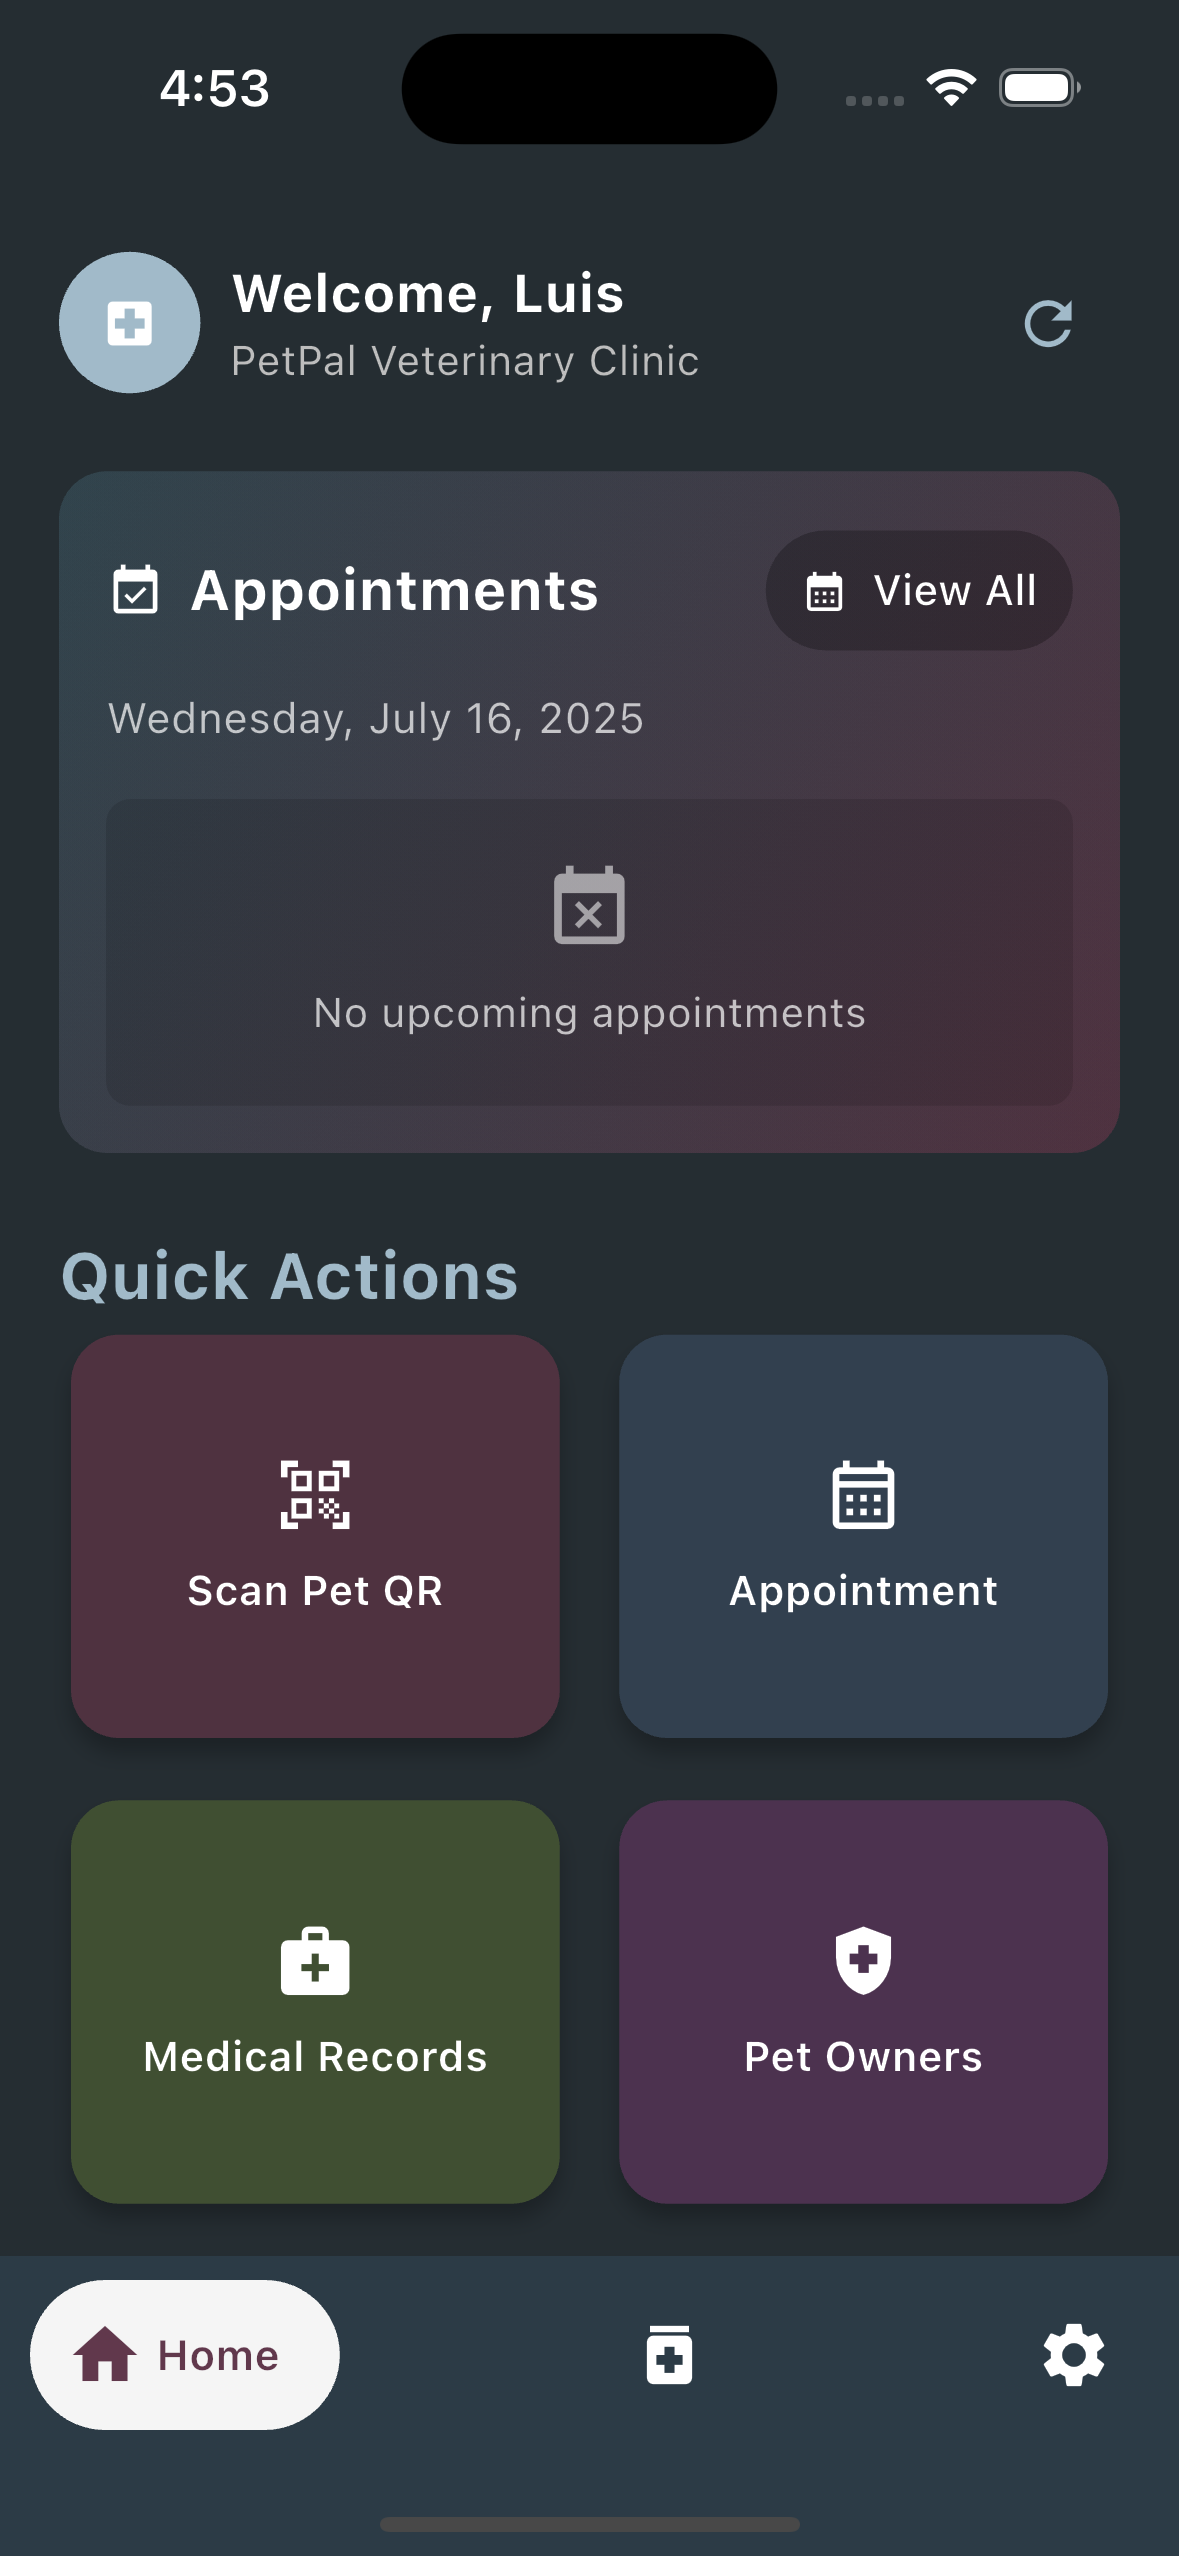 4:53
Welcome, Luis
PetPal Veterinary Clinic
Appointments
View All
Wednesday, July 16, 2025
No upcoming appointments
Quick Actions
Scan Pet QR
Appointment
Medical Records
Pet Owners
Home